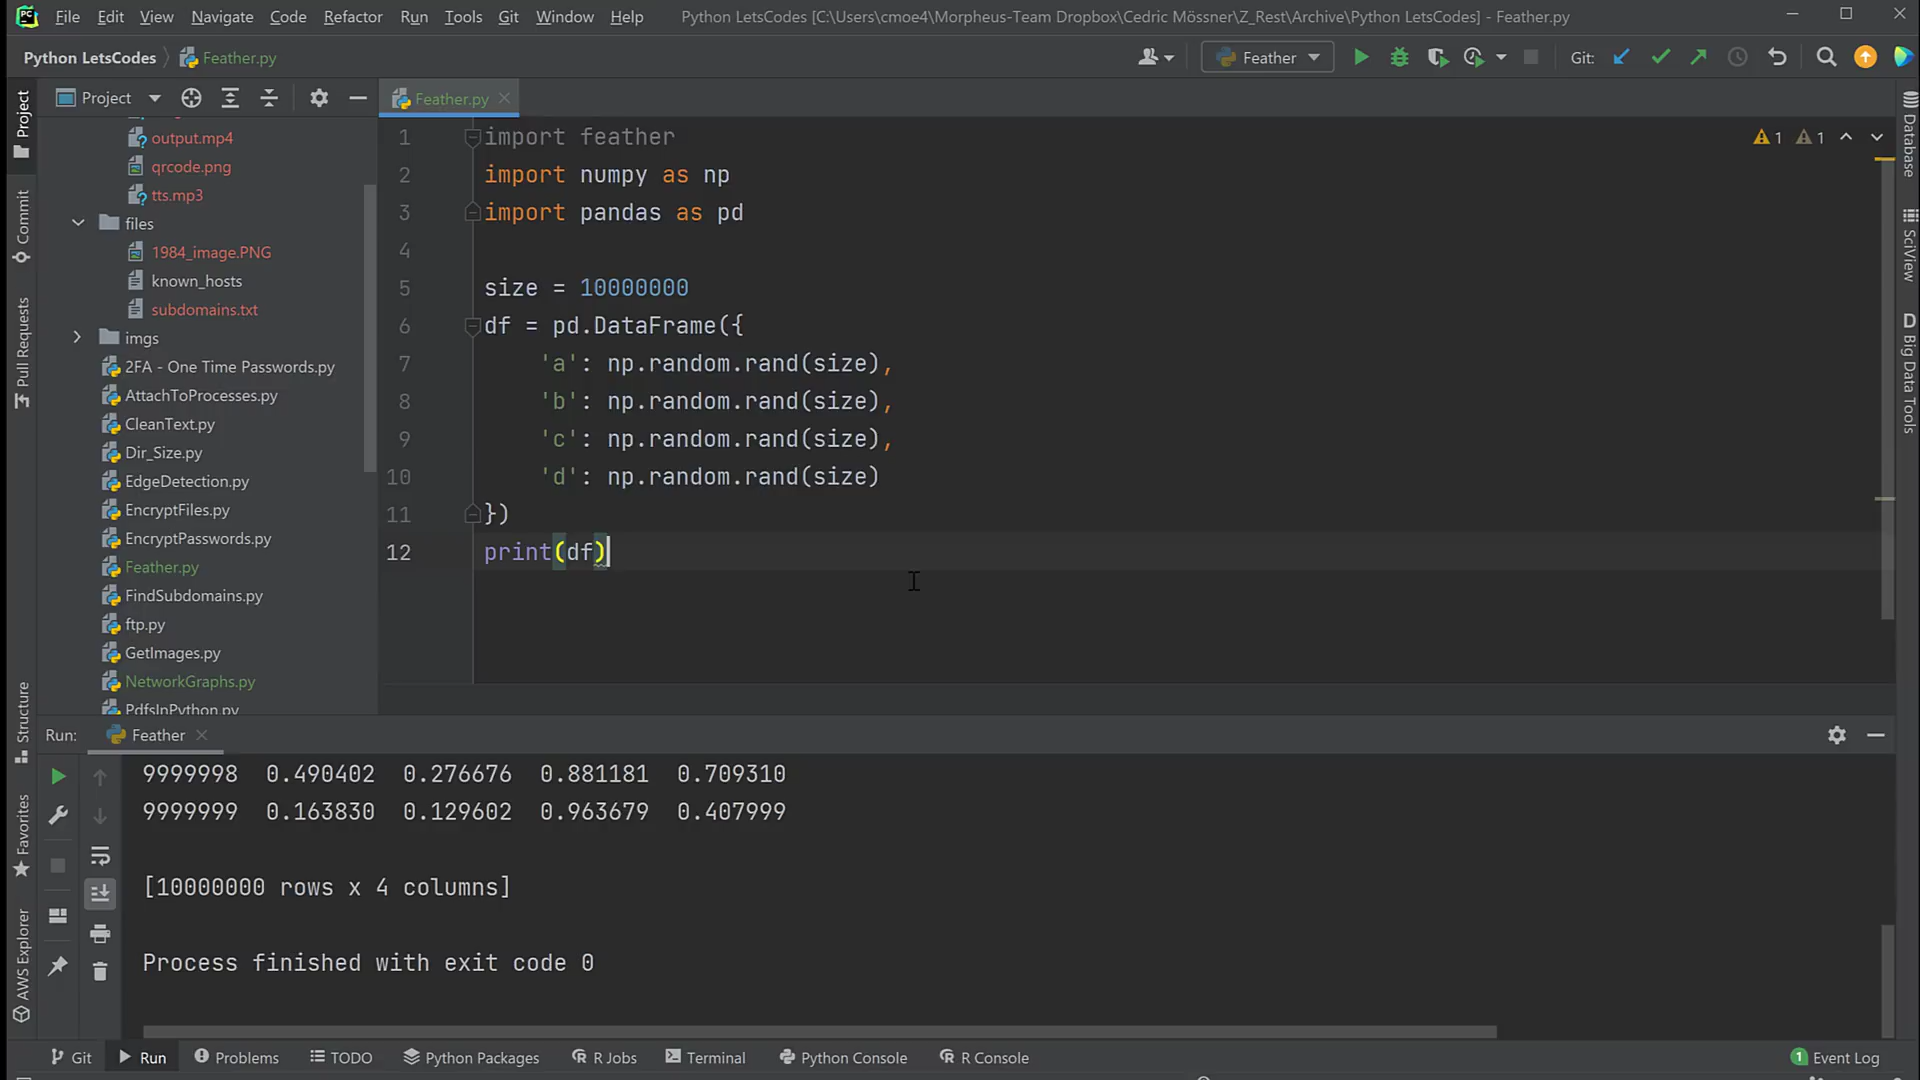 PC File Edit View Navigate Code Refactor Run Tools Git Window Help Python LetsCodes [C:\Users\cmoe4\Morpheus-Team Dropbox\Cedric Mössner\Z_Rest\Archive\Python LetsCodes] - Feather.py
Python LetsCodes Feather.py Feather Git:
Project Feather.py
output.mp4
qrcode.png
tts.mp3
files
1984_image.PNG
known_hosts
subdomains.txt
imgs
2FA - One Time Passwords.py
AttachToProcesses.py
CleanText.py
Dir_Size.py
EdgeDetection.py
EncryptFiles.py
EncryptPasswords.py
Feather.py
FindSubdomains.py
ftp.py
GetImages.py
NetworkGraphs.py
PdfsInPython.py
1 import feather
2 import numpy as np
3 import pandas as pd
4
5 size = 10000000
6 df = pd.DataFrame({
7 'a': np.random.rand(size),
8 'b': np.random.rand(size),
9 'c': np.random.rand(size),
10 'd': np.random.rand(size)
11 })
12 print(df)
1 1
Project
Commit
Pull Requests
Structure
Favorites
AWS Explorer
Database
SciView
D Big Data Tools
Run: Feather
9999998 0.490402 0.276676 0.881181 0.709310
9999999 0.163830 0.129602 0.963679 0.407999
[10000000 rows x 4 columns]
Process finished with exit code 0
Git Run Problems TODO Python Packages R Jobs Terminal Python Console R Console 1 Event Log